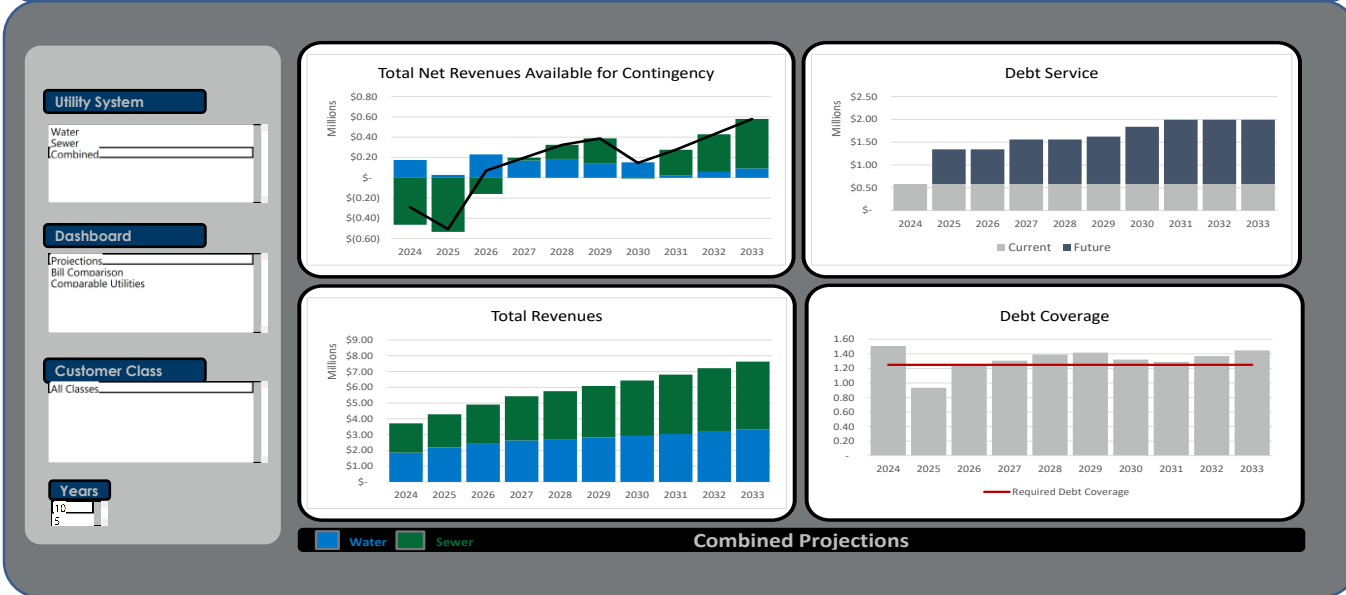 Utility System
Water
Sewer
Combined
Dashboard
Projections
Bill Comparison
Comparable Utilities
Customer Class
All Classes
Years
10
5
Total Net Revenues Available for Contingency
Millions
$0.80
$0.60
$0.40
$0.20
$-
$(0.20)
$(0.40)
$(0.60)
2024 2025 2026 2027 2028 2029 2030 2031 2032 2033
Debt Service
Millions
$2.50
$2.00
$1.50
$1.00
$0.50
$-
2024 2025 2026 2027 2028 2029 2030 2031 2032 2033
Current Future
Total Revenues
Millions
$9.00
$8.00
$7.00
$6.00
$5.00
$4.00
$3.00
$2.00
$1.00
$-
2024 2025 2026 2027 2028 2029 2030 2031 2032 2033
Debt Coverage
1.60
1.40
1.20
1.00
0.80
0.60
0.40
0.20
-
2024 2025 2026 2027 2028 2029 2030 2031 2032 2033
Required Debt Coverage
Water Sewer Combined Projections